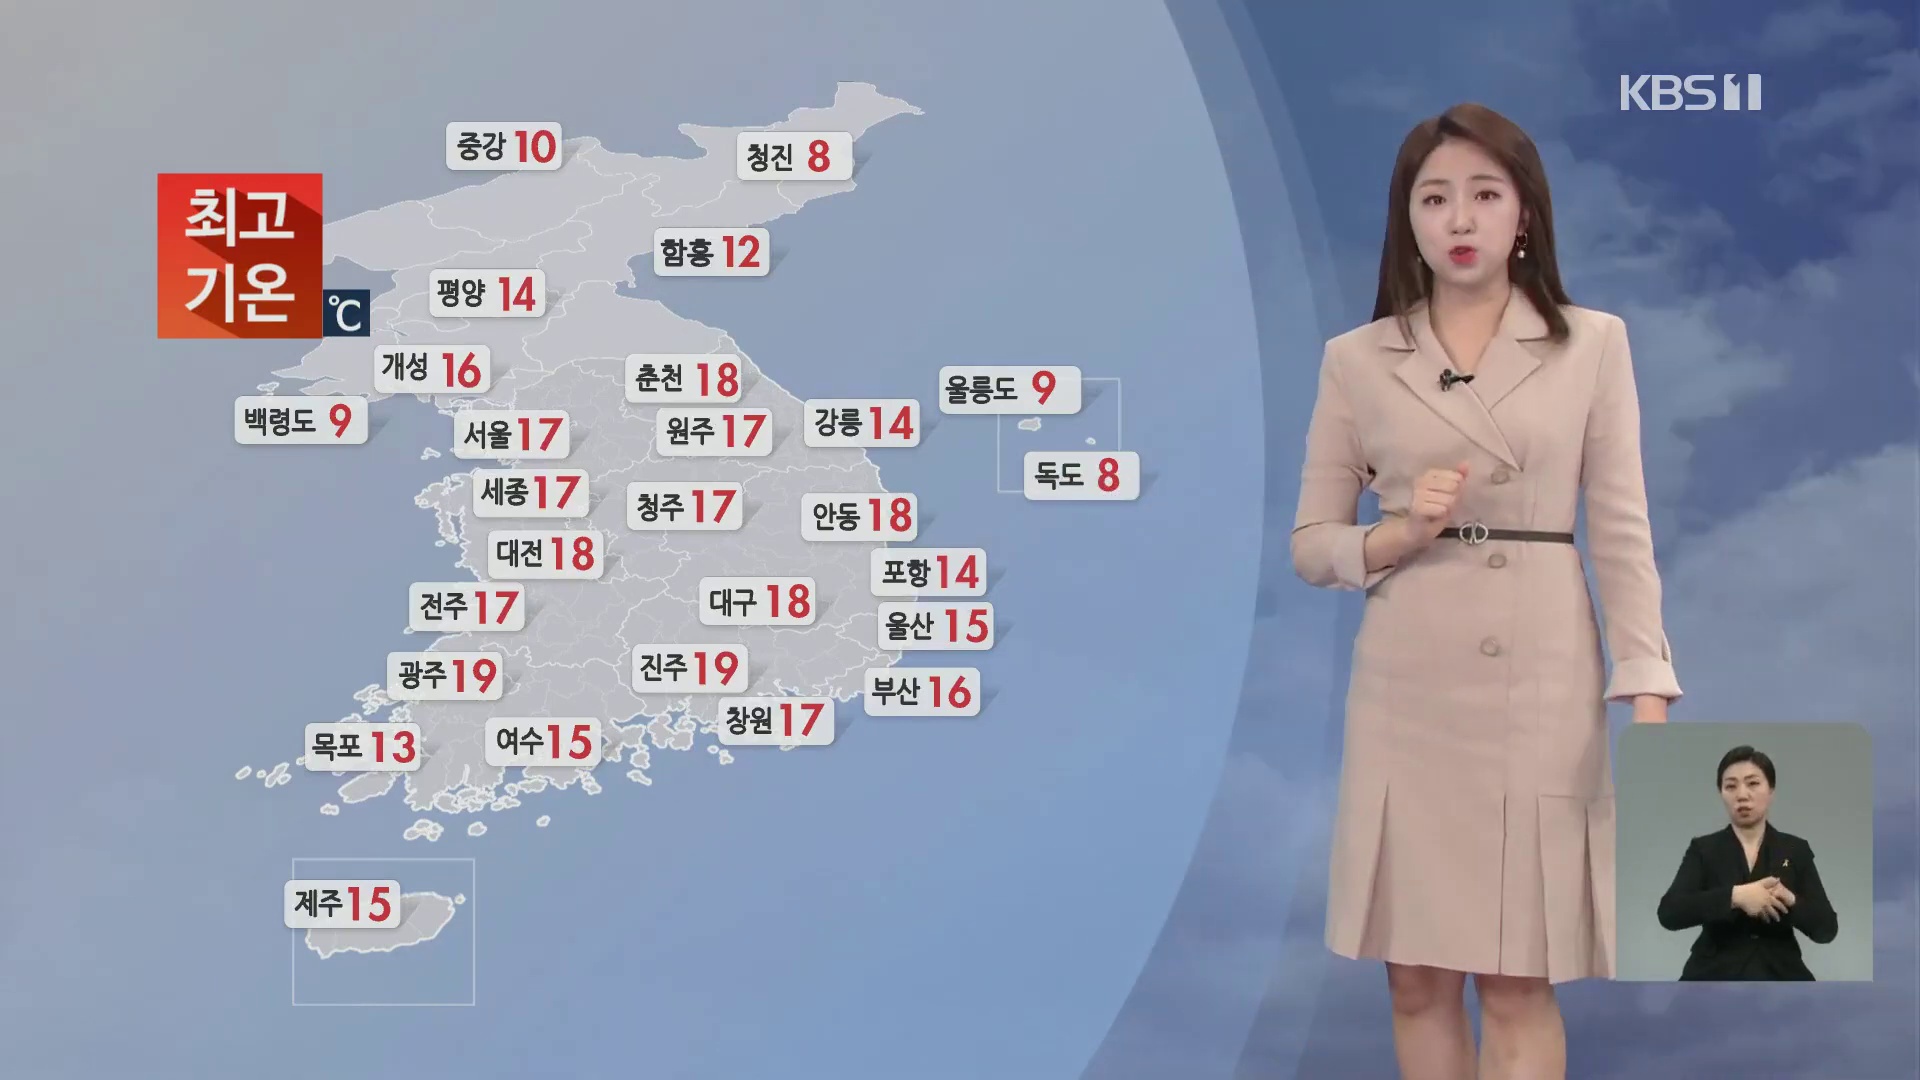 KBS 1
최고
기온
℃
중강 10
청진 8
함흥 12
평양 14
개성 16
춘천 18
백령도 9
서울 17
원주 17
강릉 14
울릉도 9
독도 8
세종 17
청주 17
안동 18
대전 18
포항 14
전주 17
대구 18
울산 15
광주 19
진주 19
부산 16
창원 17
목포 13
여수 15
제주 15